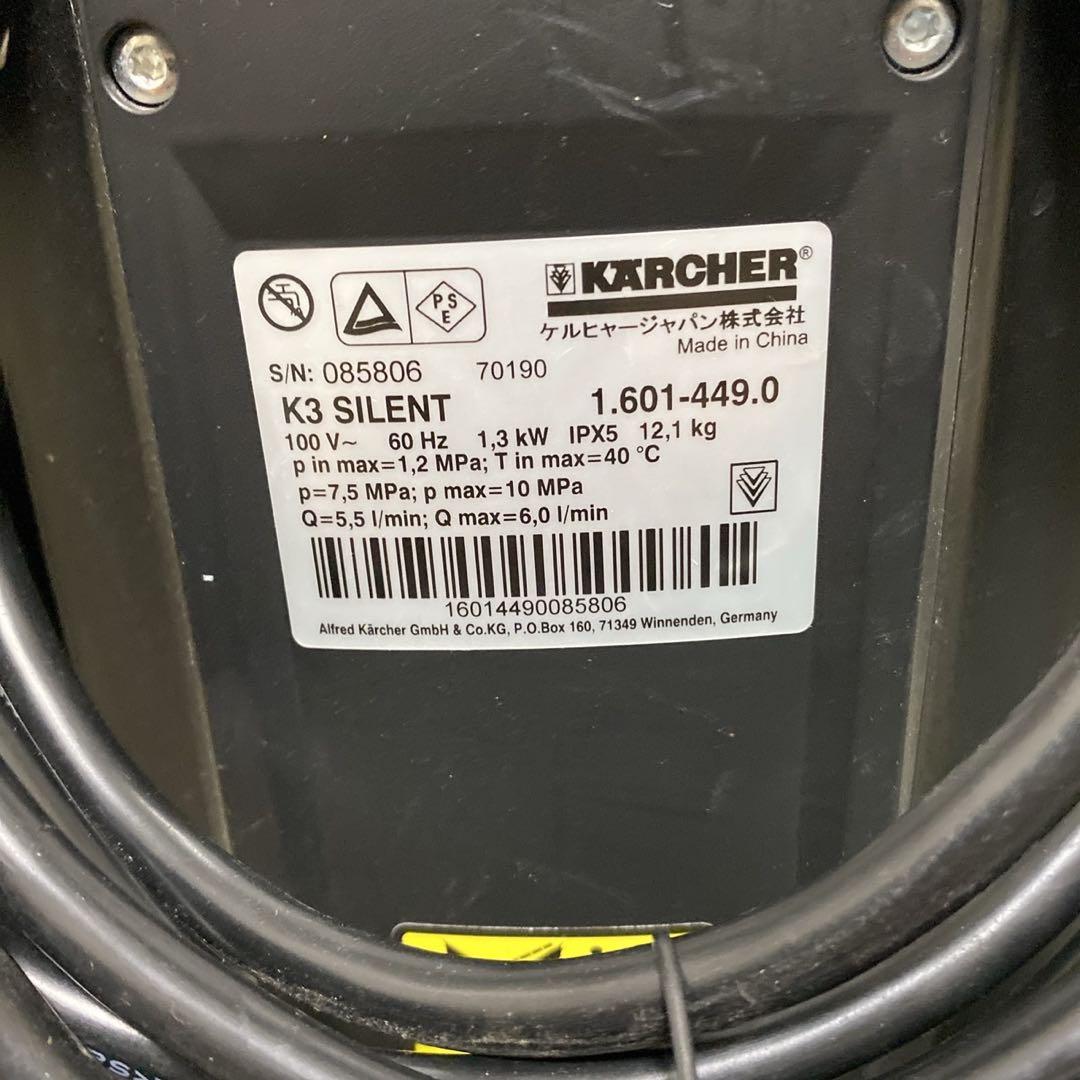 PS
E
KÄRCHER®
ケルヒャージャパン株式会社
Made in China
S/N: 085806 70190
K3 SILENT 1.601-449.0
100 V~ 60 Hz 1,3 kW IPX5 12,1 kg
p in max=1,2 MPa; T in max=40 °C
p=7,5 MPa; p max=10 MPa
Q=5,5 l/min; Q max=6,0 l/min
16014490085806
Alfred Kärcher GmbH & Co.KG, P.O.Box 160, 71349 Winnenden, Germany